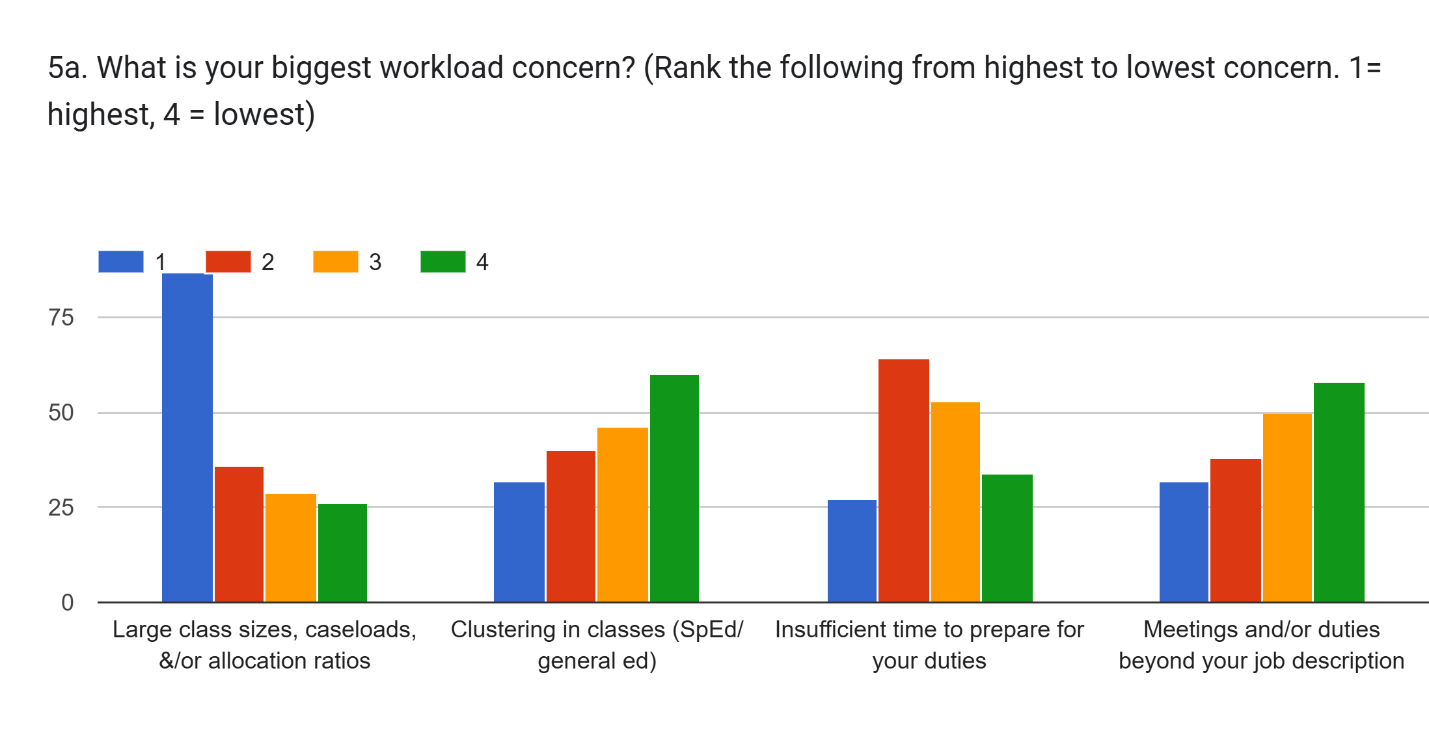 5a. What is your biggest workload concern? (Rank the following from highest to lowest concern. 1=
highest, 4 = lowest)
1 2 3 4
75
50
25
0
Large class sizes, caseloads,
&/or allocation ratios
Clustering in classes (SpEd/
general ed)
Insufficient time to prepare for
your duties
Meetings and/or duties
beyond your job description